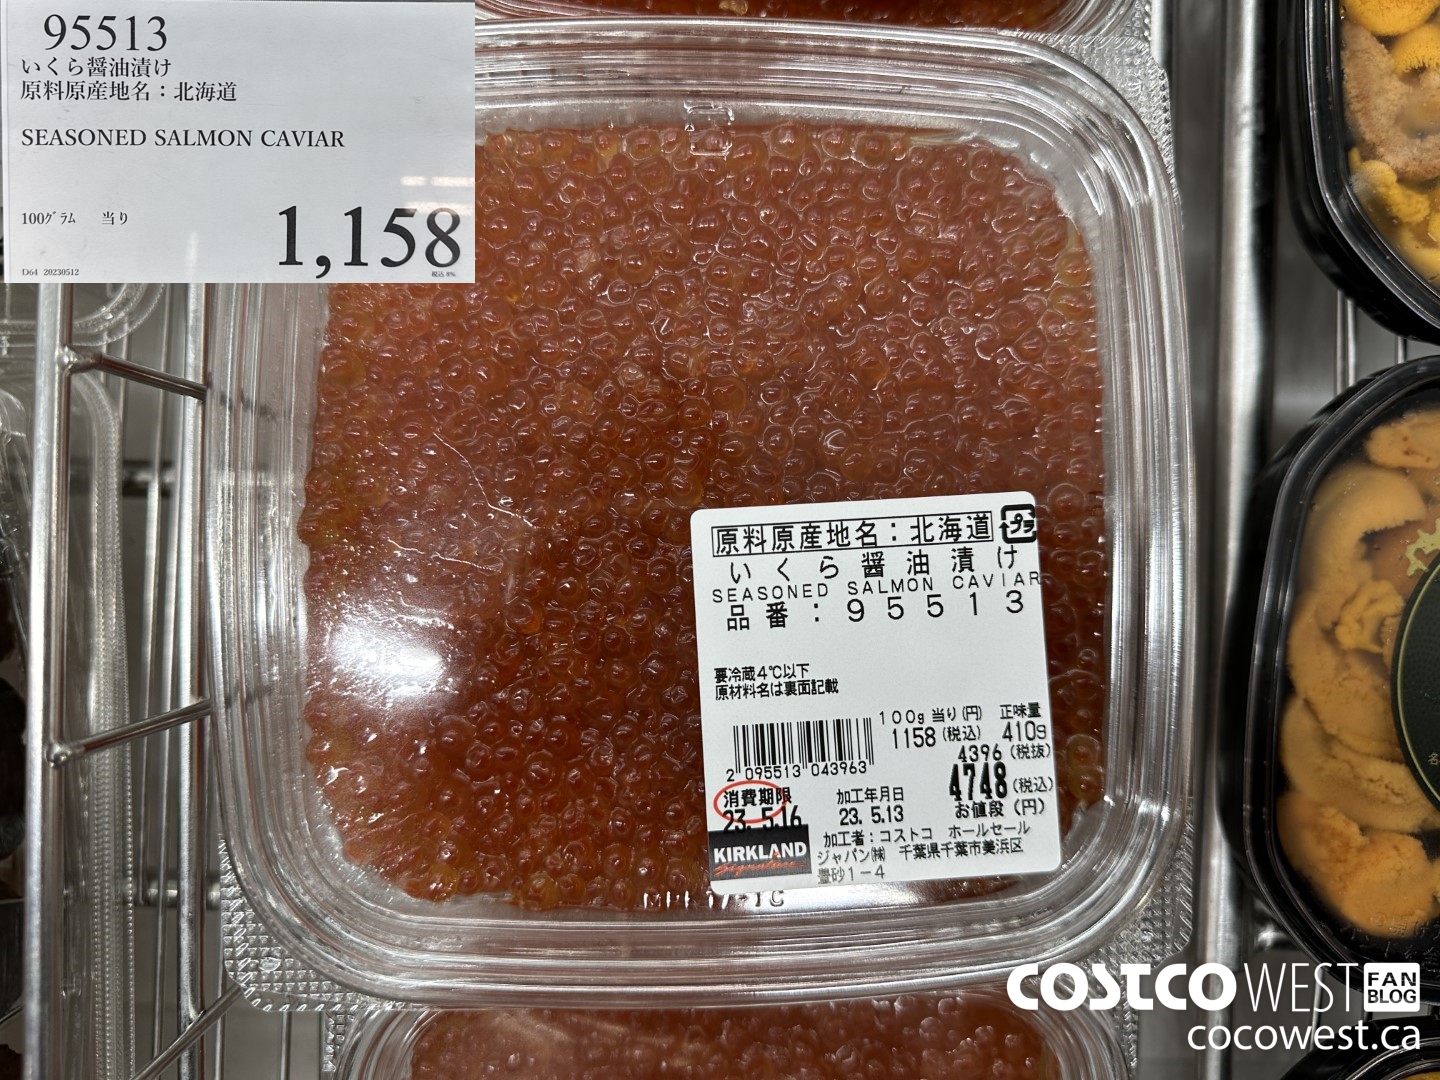 95513
いくら醤油漬け
原料原産地名：北海道
SEASONED SALMON CAVIAR
100ｸﾞﾗﾑ 当り
1,158
税込 8%
D64 20230512
原料原産地名：北海道
プラ
いくら醤油漬け
SEASONED SALMON CAVIAR
品番：95513
要冷蔵4℃以下
原材料名は裏面記載
100g 当り(円) 正味量
1158(税込) 410g
4396(税抜)
2 095513 043963
4748(税込)
消費期限 加工年月日 お値段(円)
23. 5.16 23. 5.13
加工者：コストコ ホールセール
ジャパン㈱ 千葉県千葉市美浜区
豊砂1-4
KIRKLAND
Signature
COSTCO WEST FAN BLOG
cocowest.ca